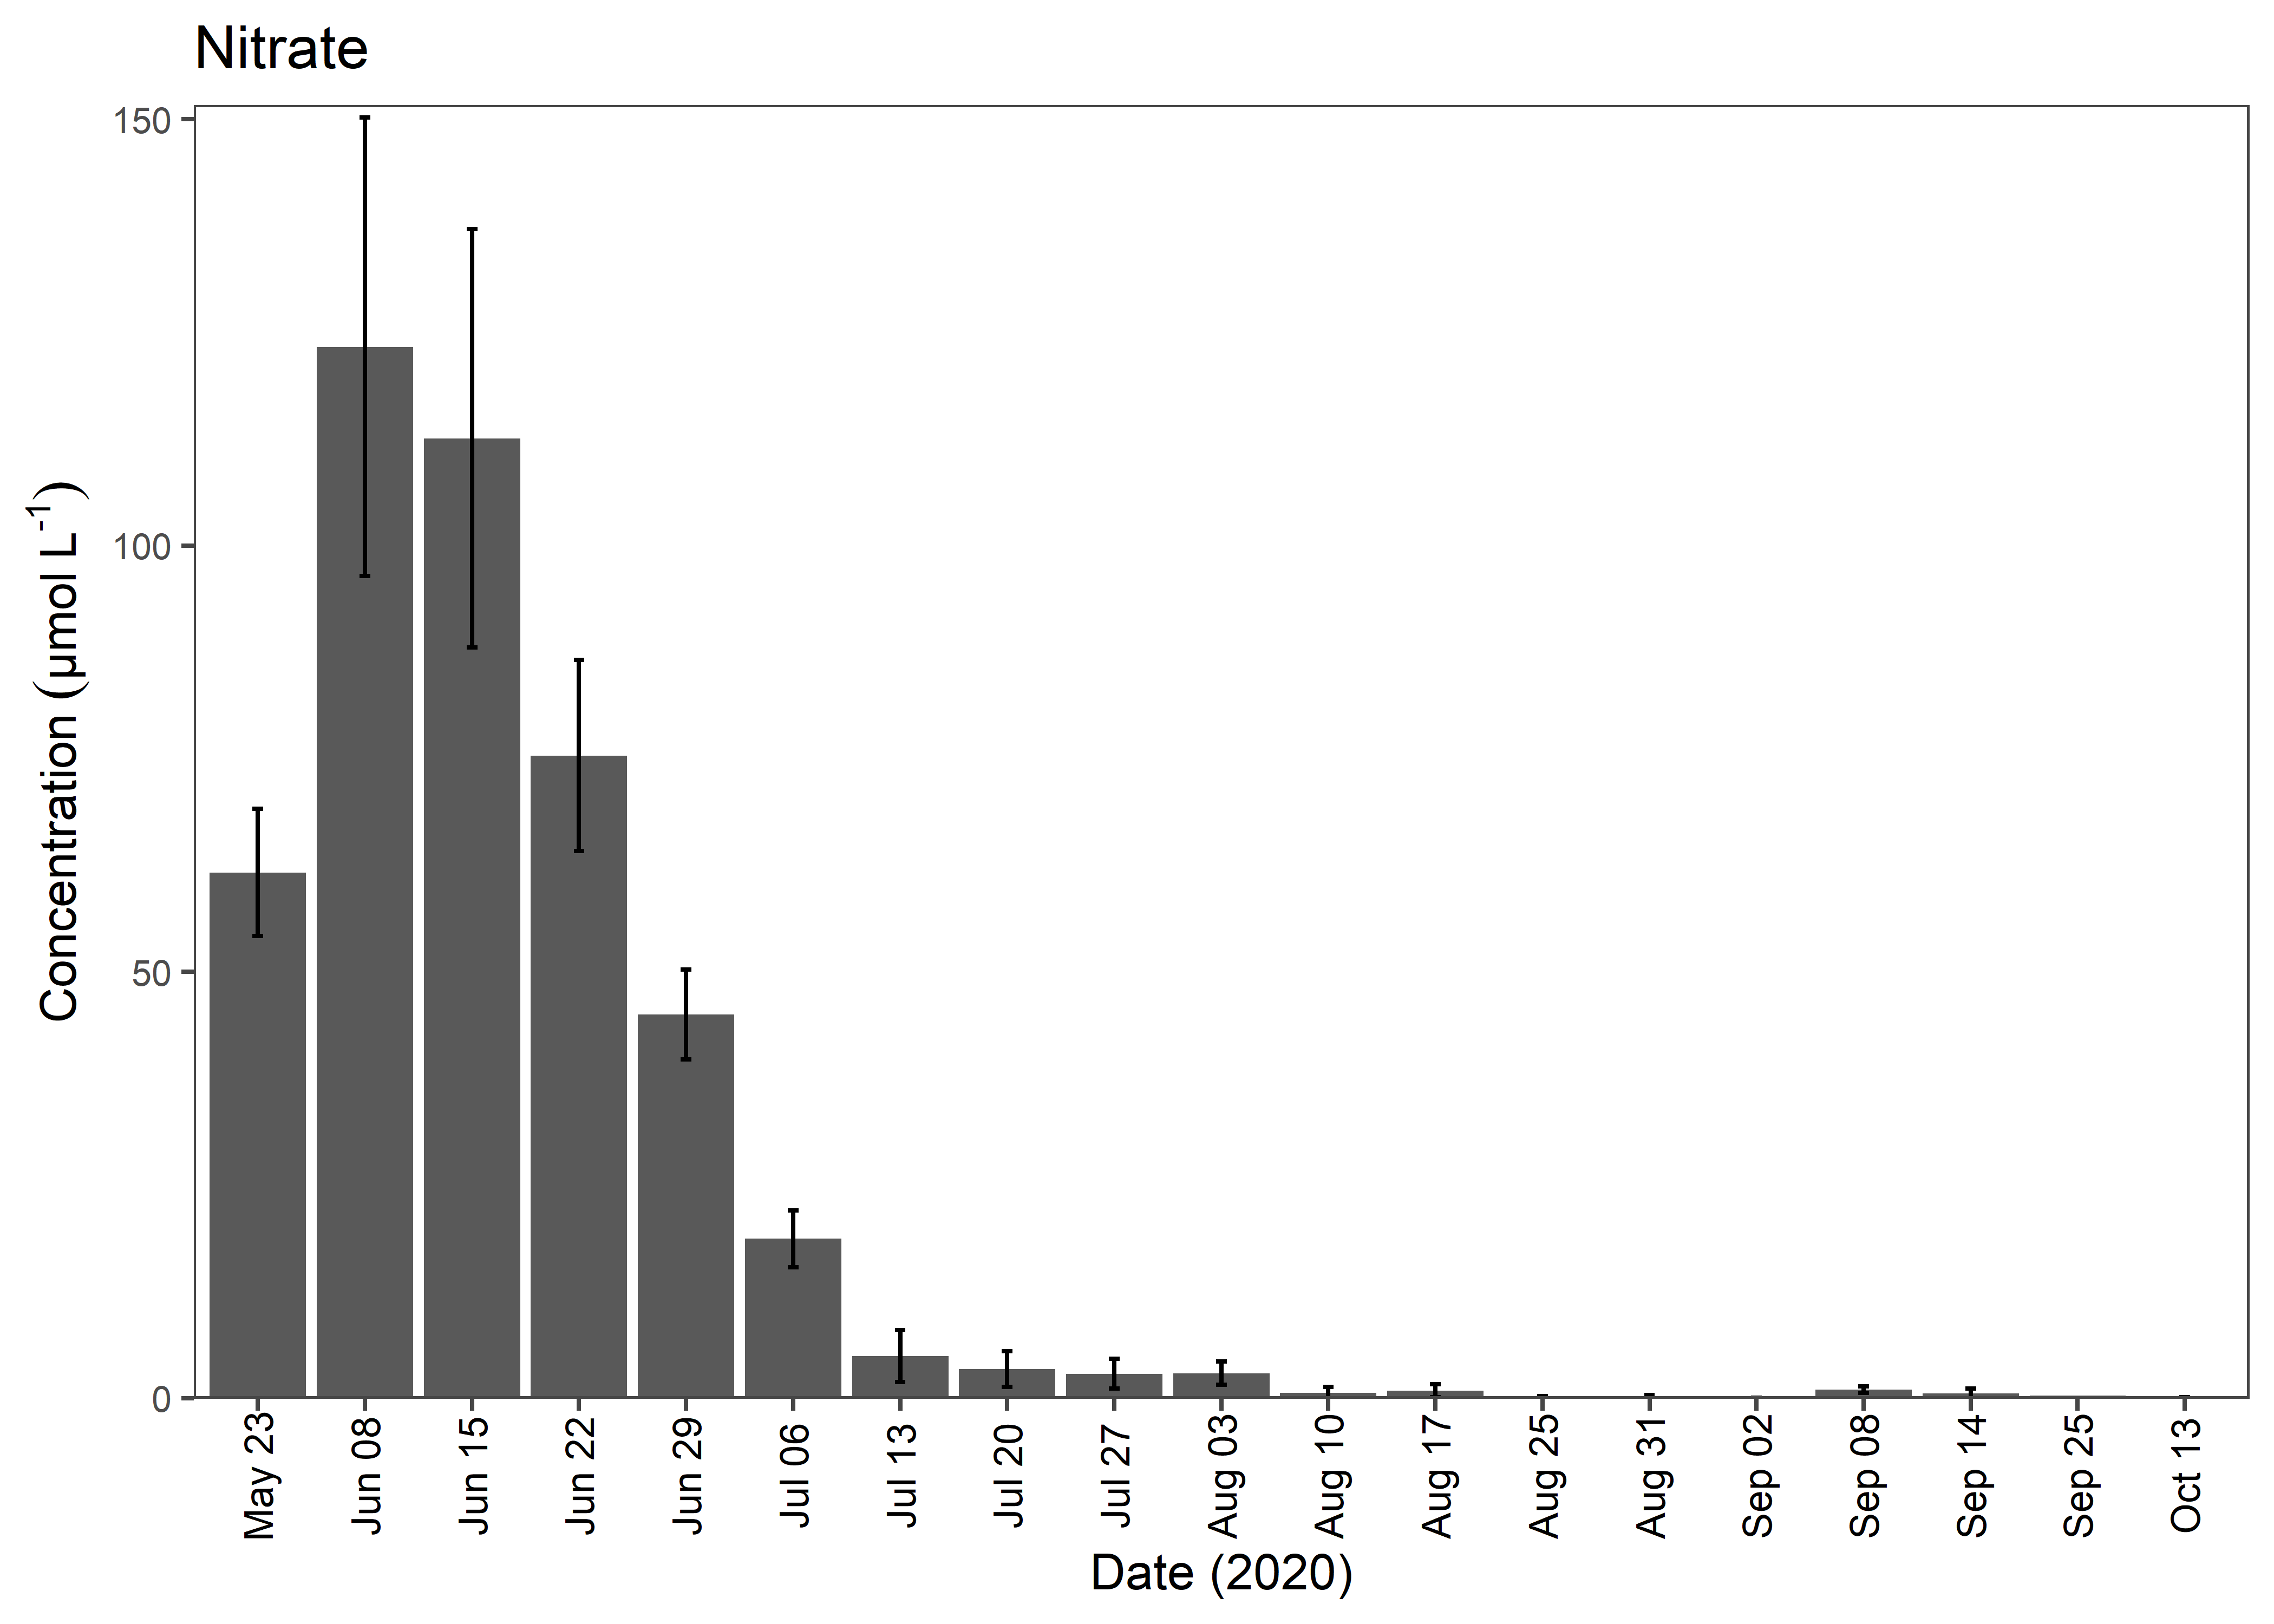 Nitrate
Concentration (µmol L⁻¹)
150
100
50
0
May 23
Jun 08
Jun 15
Jun 22
Jun 29
Jul 06
Jul 13
Jul 20
Jul 27
Aug 03
Aug 10
Aug 17
Aug 25
Aug 31
Sep 02
Sep 08
Sep 14
Sep 25
Oct 13
Date (2020)